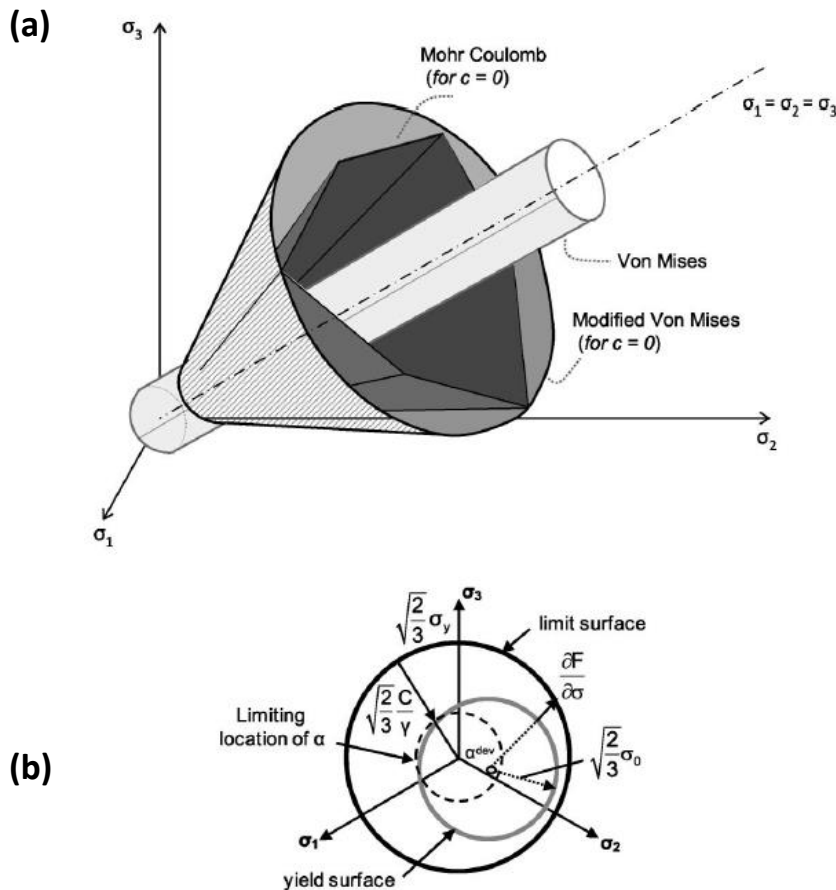 (a)
σ₃
Mohr Coulomb
(for c = 0)
σ₁ = σ₂ = σ₃
Von Mises
Modified Von Mises
(for c = 0)
σ₂
σ₁
(b)
σ₃
√(2/3) σy
limit surface
∂F/∂σ
√(2/3) C/γ
Limiting
location of α
α^dev
√(2/3) σ₀
σ₁
σ₂
yield surface